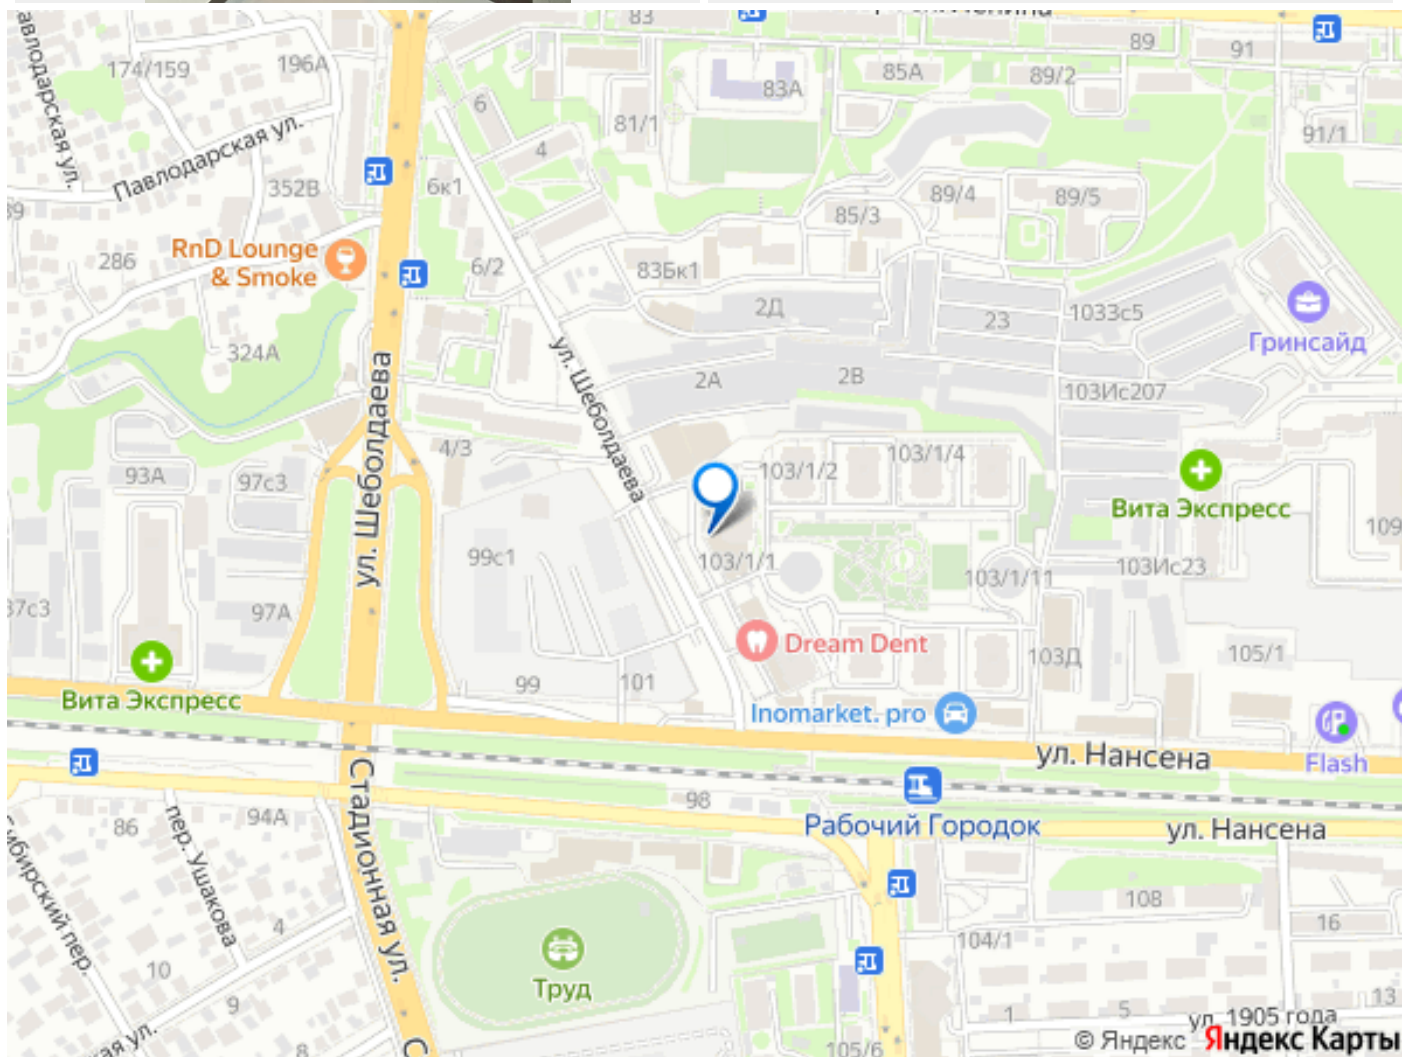 83
89
91
174/159
196А
83А
85А
89/2
Павлодарская ул.
6
81/1
91/1
4
352В
6к1
89/4
89/5
85/3
RnD Lounge
& Smoke
286
6/2
83Бк1
2Д
23
1033с5
Гринсайд
324А
ул. Шеболдаева
2А
2В
103Ис207
ул. Шеболдаева
4/3
103/1/2
103/1/4
93А
97с3
Вита Экспресс
109
99с1
103/1/1
103/1/11
103Ис23
97А
Dream Dent
103Д
105/1
Вита Экспресс
99
101
Inomarket. pro
ул. Нансена
Flash
98
Рабочий Городок
ул. Нансена
Стадионная ул.
86
94А
пер. Ушакова
4
108
16
104/1
10
Труд
9
1
5
13
ул. 1905 года
8
105/6
© Яндекс Яндекс Карты